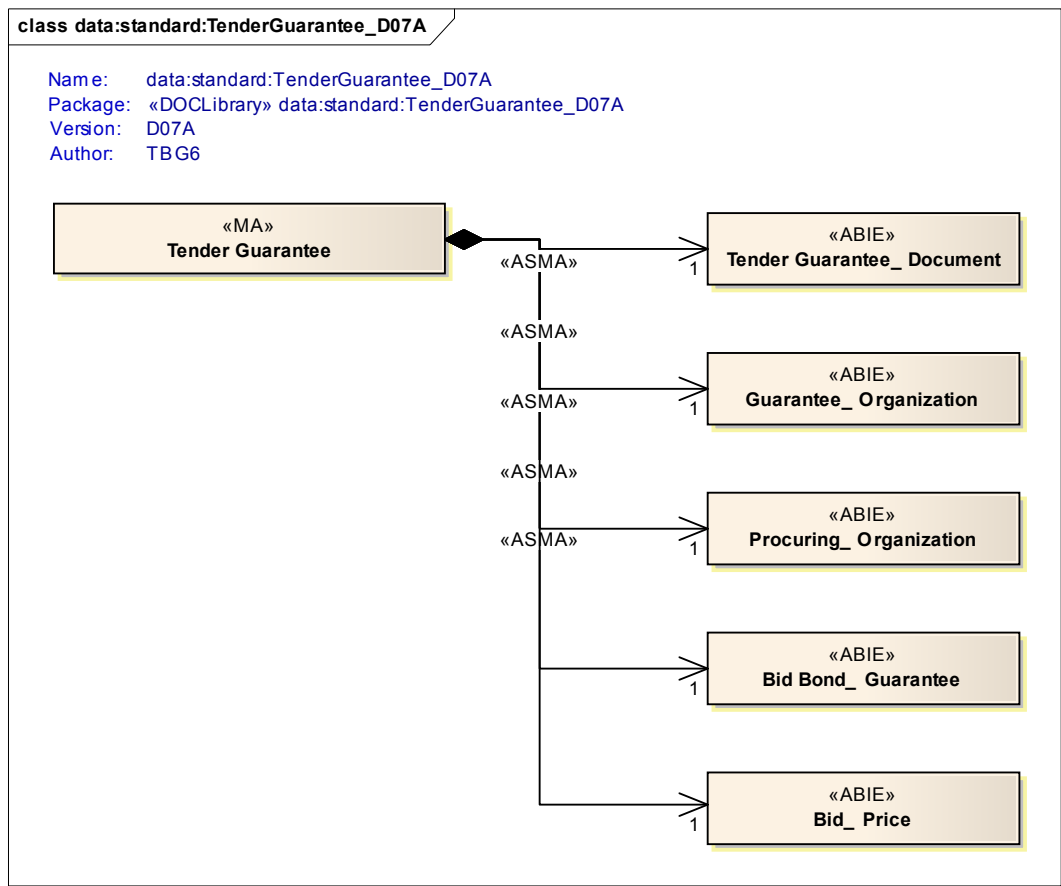 class data:standard:TenderGuarantee_D07A
Name: data:standard:TenderGuarantee_D07A
Package: «DOCLibrary» data:standard:TenderGuarantee_D07A
Version: D07A
Author: TBG6
«MA»
Tender Guarantee
«ASMA»
1
«ABIE»
Tender Guarantee_ Document
«ASMA»
«ASMA»
1
«ABIE»
Guarantee_ Organization
«ASMA»
«ASMA»
1
«ABIE»
Procuring_ Organization
1
«ABIE»
Bid Bond_ Guarantee
1
«ABIE»
Bid_ Price